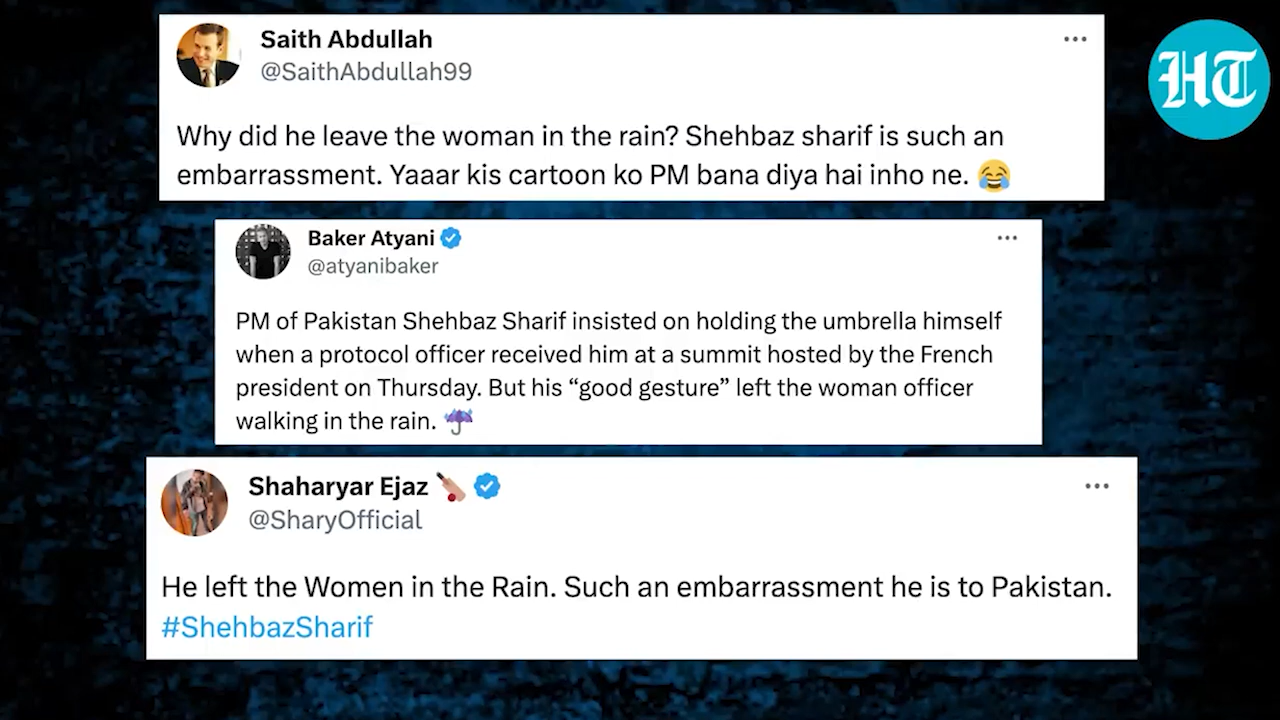 Saith Abdullah
@SaithAbdullah99
HT
Why did he leave the woman in the rain? Shehbaz sharif is such an
embarrassment. Yaaar kis cartoon ko PM bana diya hai inho ne. 😂
Baker Atyani
@atyanibaker
PM of Pakistan Shehbaz Sharif insisted on holding the umbrella himself
when a protocol officer received him at a summit hosted by the French
president on Thursday. But his “good gesture” left the woman officer
walking in the rain. ☔
Shaharyar Ejaz 🏏
@SharyOfficial
He left the Women in the Rain. Such an embarrassment he is to Pakistan.
#ShehbazSharif